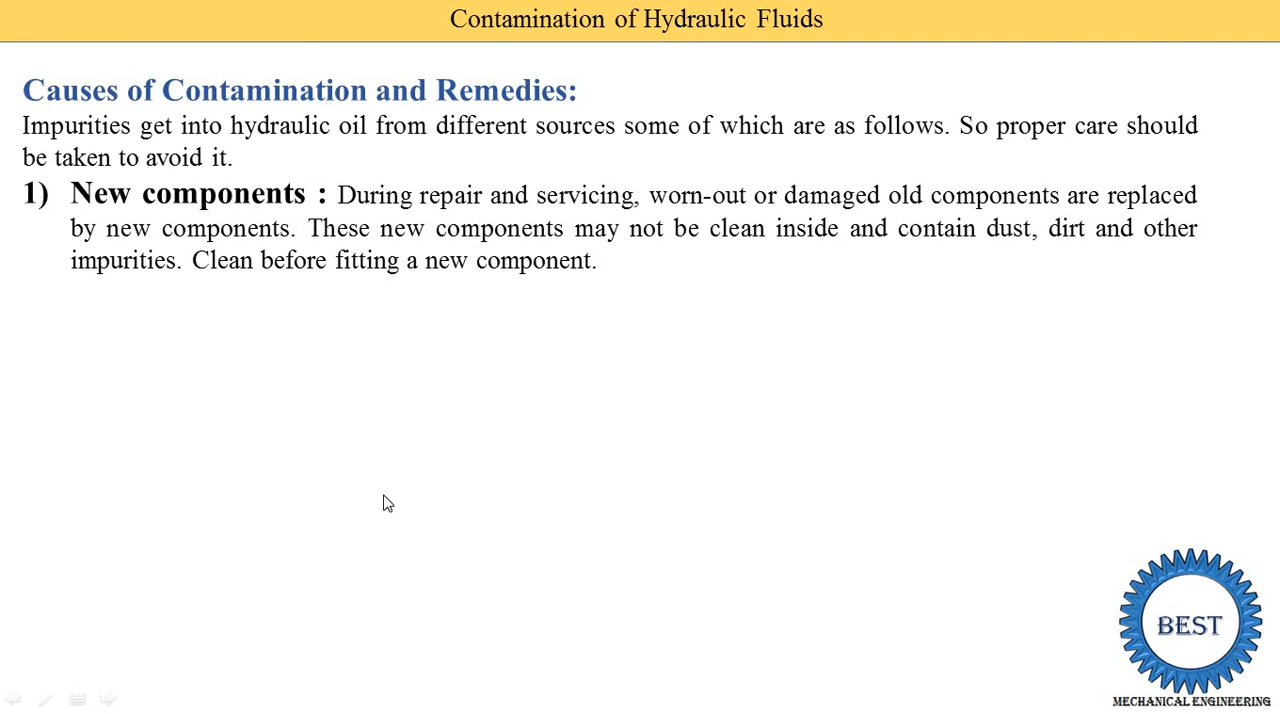 Contamination of Hydraulic Fluids
Causes of Contamination and Remedies:
Impurities get into hydraulic oil from different sources some of which are as follows. So proper care should
be taken to avoid it.
1) New components : During repair and servicing, worn-out or damaged old components are replaced
by new components. These new components may not be clean inside and contain dust, dirt and other
impurities. Clean before fitting a new component.
BEST
MECHANICAL ENGINEERING